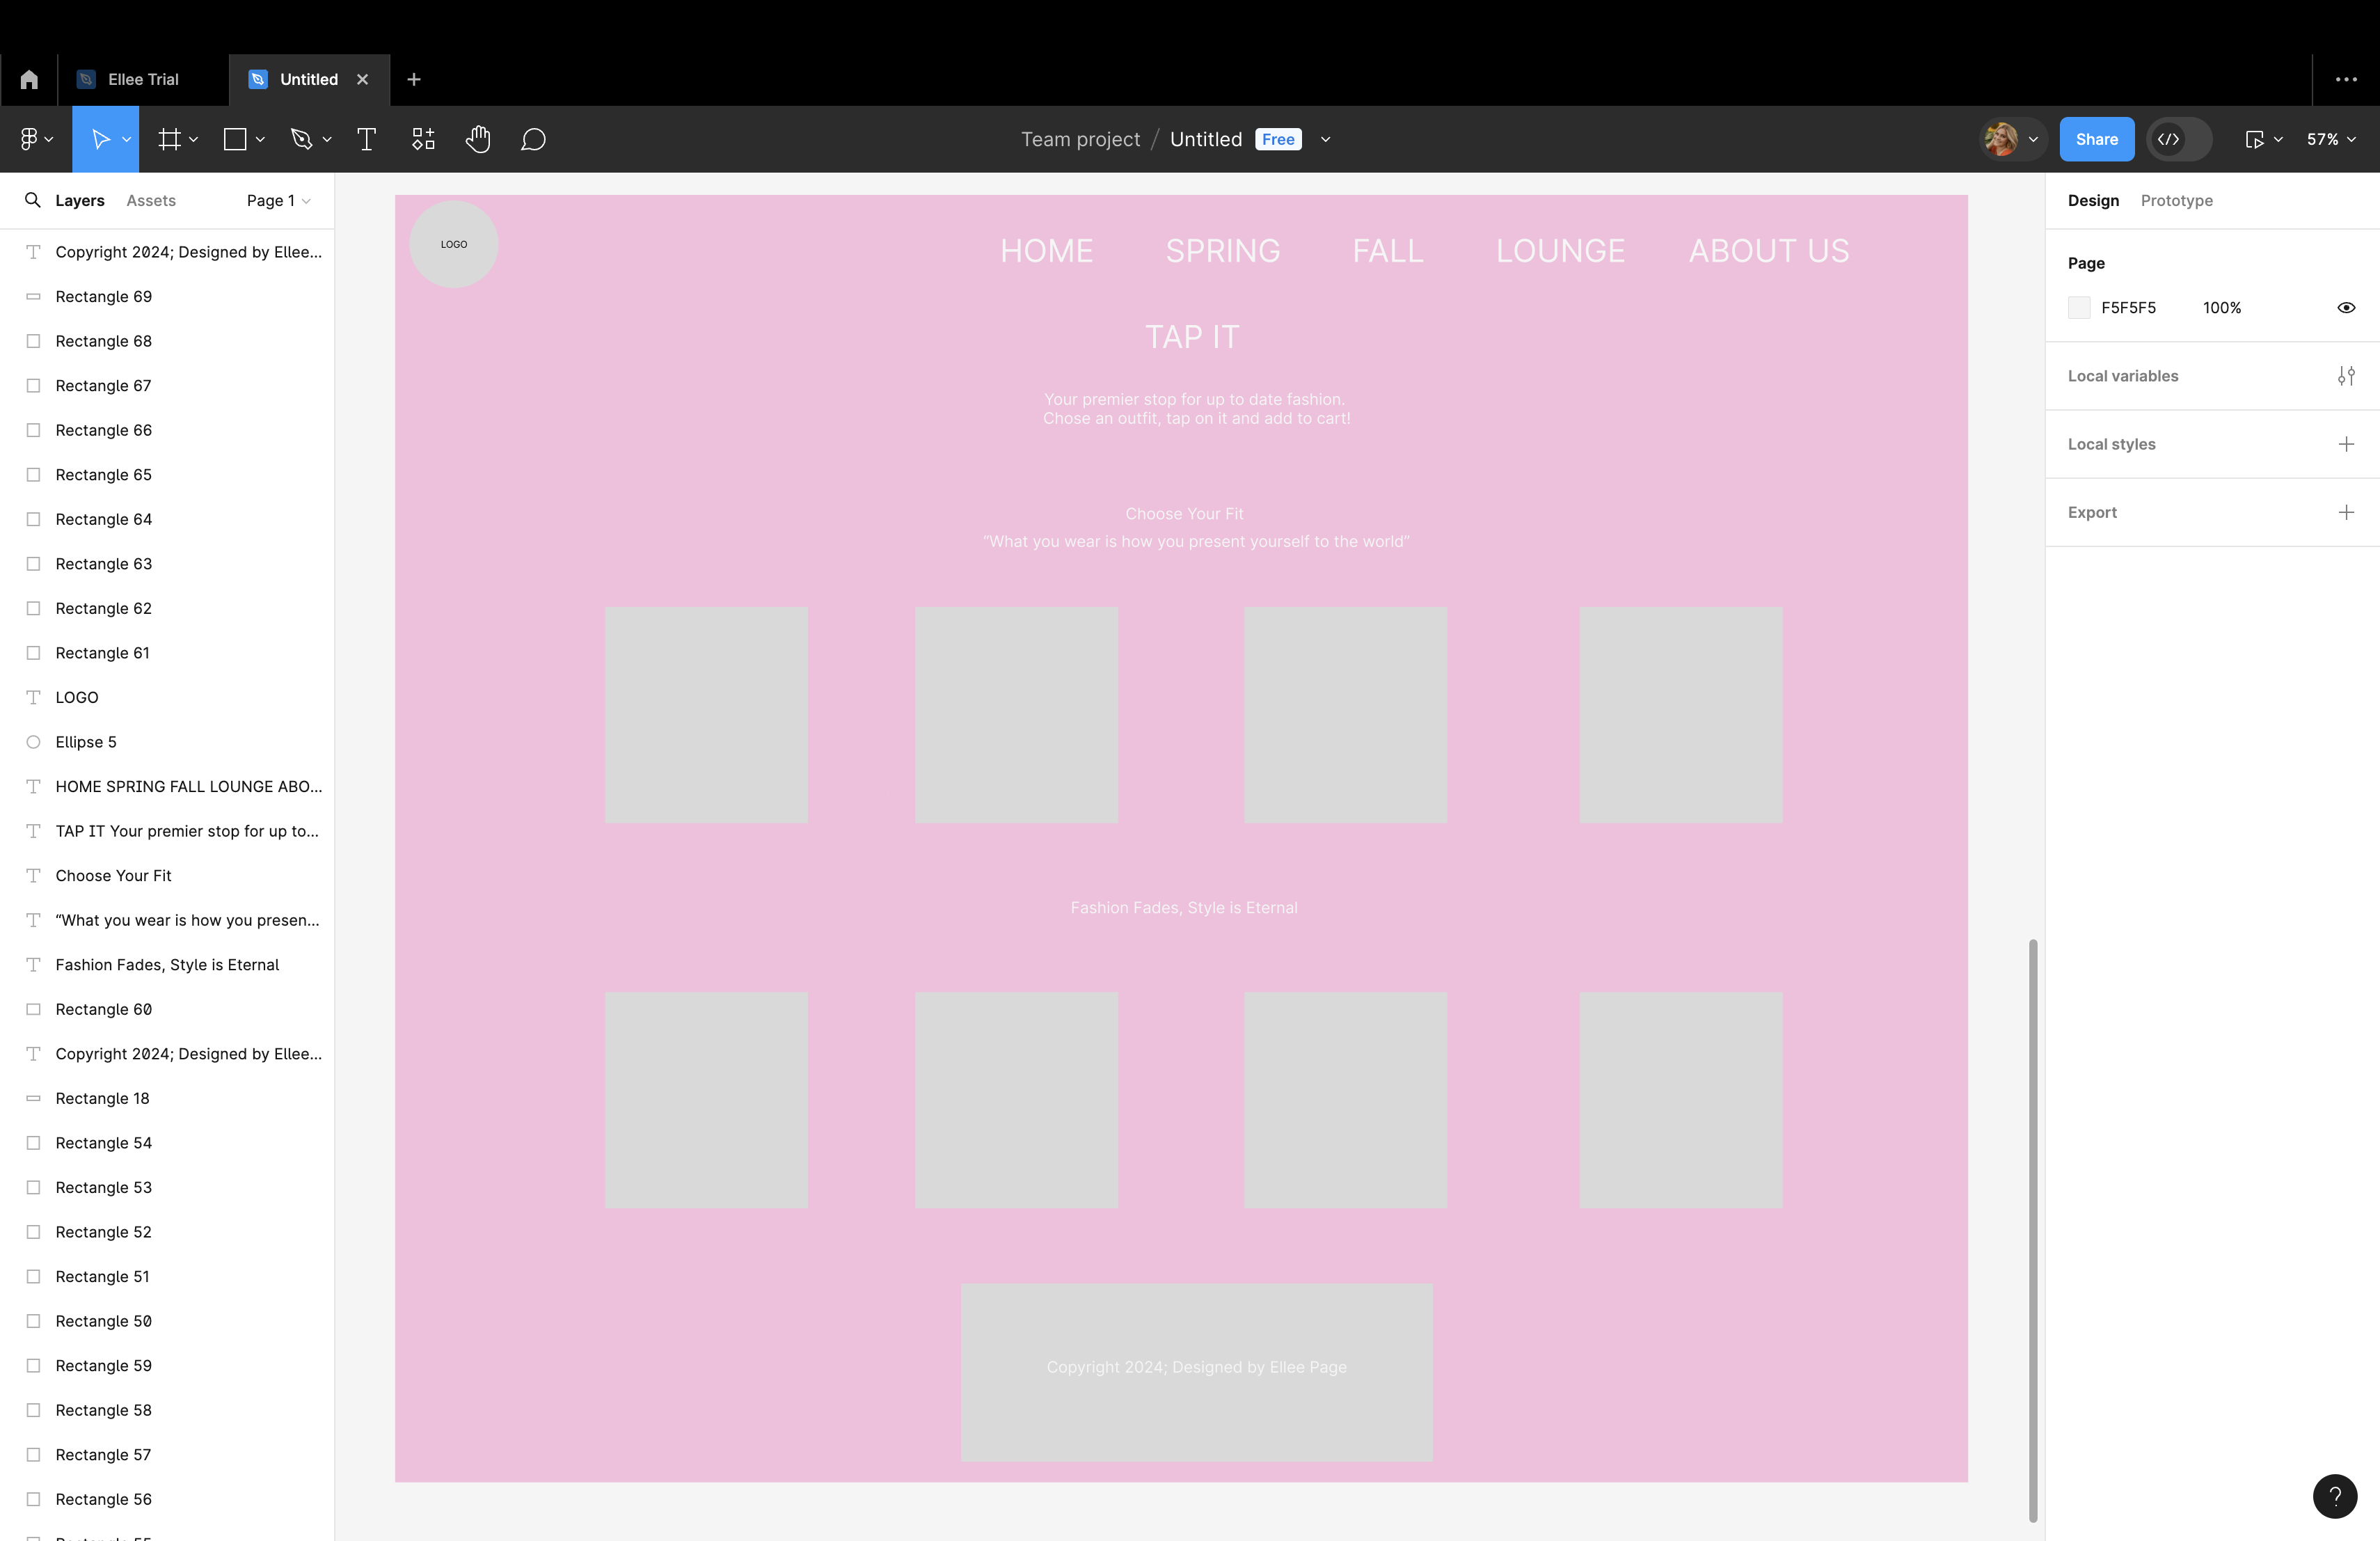 Ellee Trial
Untitled
Team project / Untitled Free
Share
57%
Layers Assets Page 1
Copyright 2024; Designed by Ellee...
Rectangle 69
Rectangle 68
Rectangle 67
Rectangle 66
Rectangle 65
Rectangle 64
Rectangle 63
Rectangle 62
Rectangle 61
LOGO
Ellipse 5
HOME SPRING FALL LOUNGE ABO...
TAP IT Your premier stop for up to...
Choose Your Fit
“What you wear is how you presen...
Fashion Fades, Style is Eternal
Rectangle 60
Copyright 2024; Designed by Ellee...
Rectangle 18
Rectangle 54
Rectangle 53
Rectangle 52
Rectangle 51
Rectangle 50
Rectangle 59
Rectangle 58
Rectangle 57
Rectangle 56
LOGO
HOME SPRING FALL LOUNGE ABOUT US
TAP IT
Your premier stop for up to date fashion.
Chose an outfit, tap on it and add to cart!
Choose Your Fit
“What you wear is how you present yourself to the world”
Fashion Fades, Style is Eternal
Copyright 2024; Designed by Ellee Page
Design Prototype
Page
F5F5F5 100%
Local variables
Local styles
Export
?